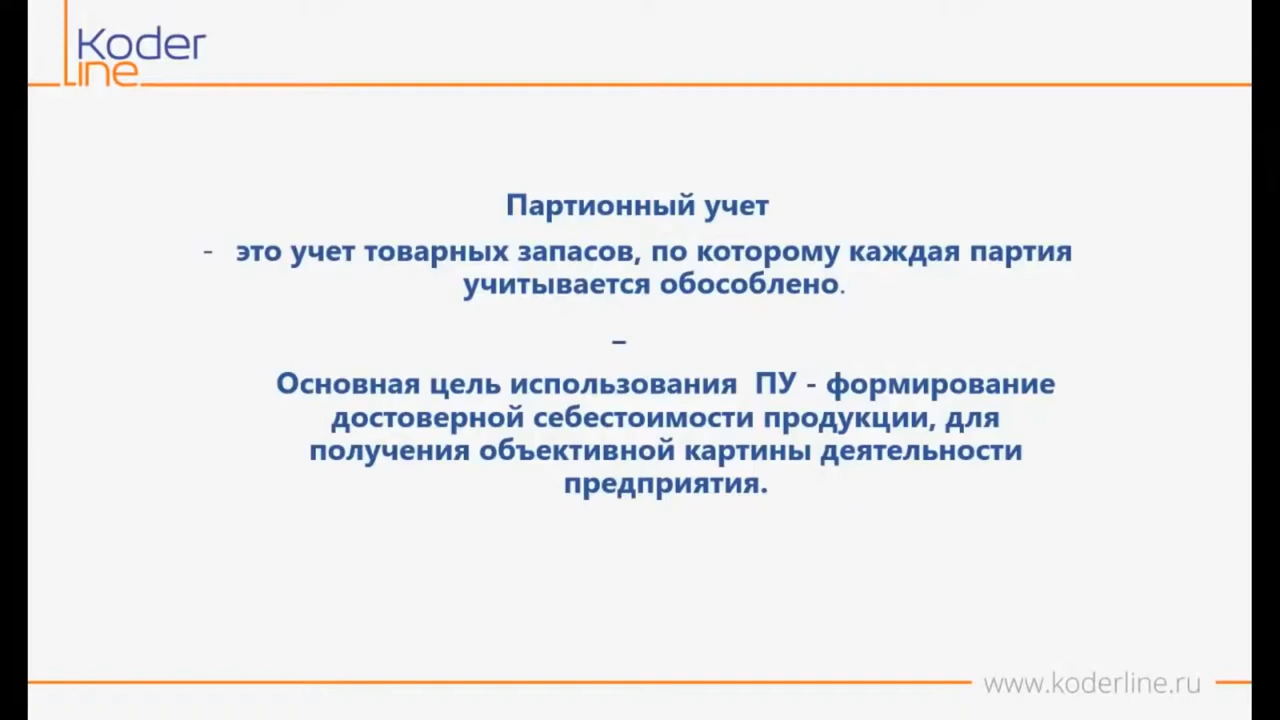 Koder
line
Партионный учет
- это учет товарных запасов, по которому каждая партия
учитывается обособлено.
–
Основная цель использования ПУ - формирование
достоверной себестоимости продукции, для
получения объективной картины деятельности
предприятия.
www.koderline.ru